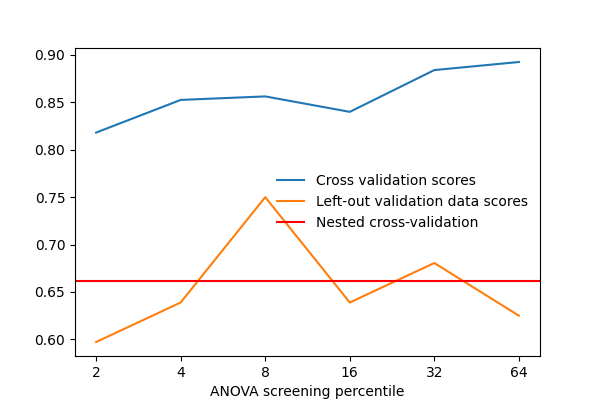 0.90
0.85
0.80
0.75
0.70
0.65
0.60
Cross validation scores
Left-out validation data scores
Nested cross-validation
2 4 8 16 32 64
ANOVA screening percentile